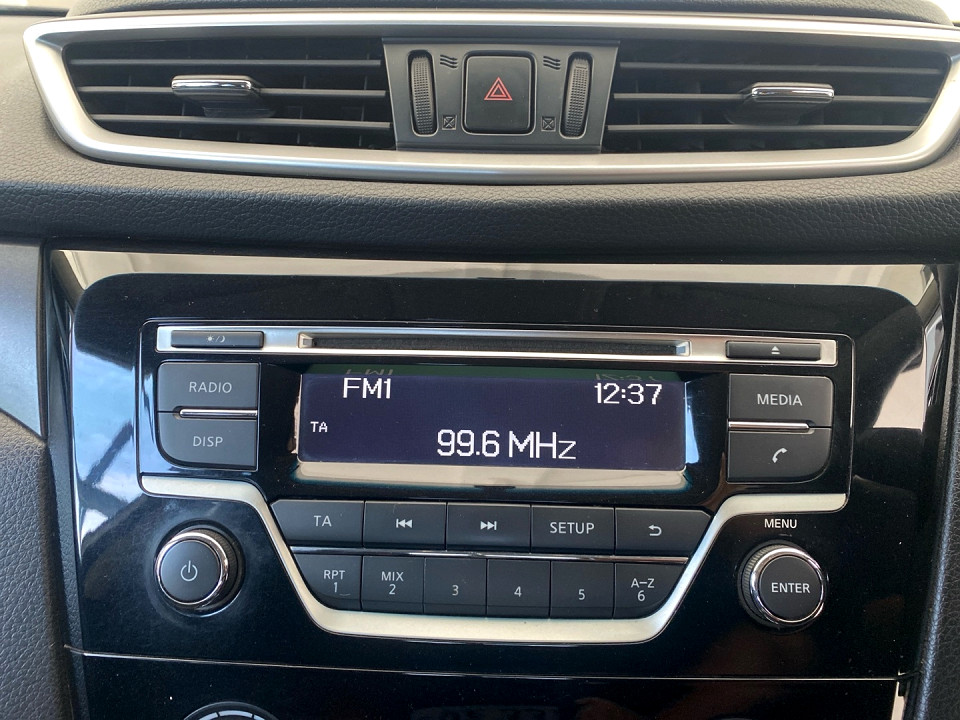 RADIO
DISP
FM1 12:37
TA
99.6 MHz
MEDIA
TA
SETUP
MENU
RPT
1
MIX
2
3
4
5
A-Z
6
ENTER